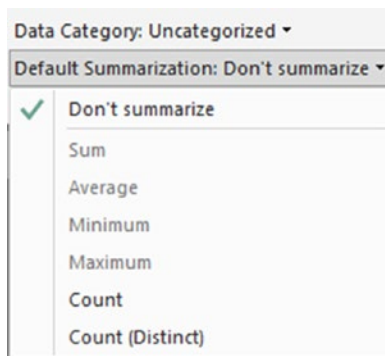 Data Category: Uncategorized
Default Summarization: Don't summarize
Don't summarize
Sum
Average
Minimum
Maximum
Count
Count (Distinct)